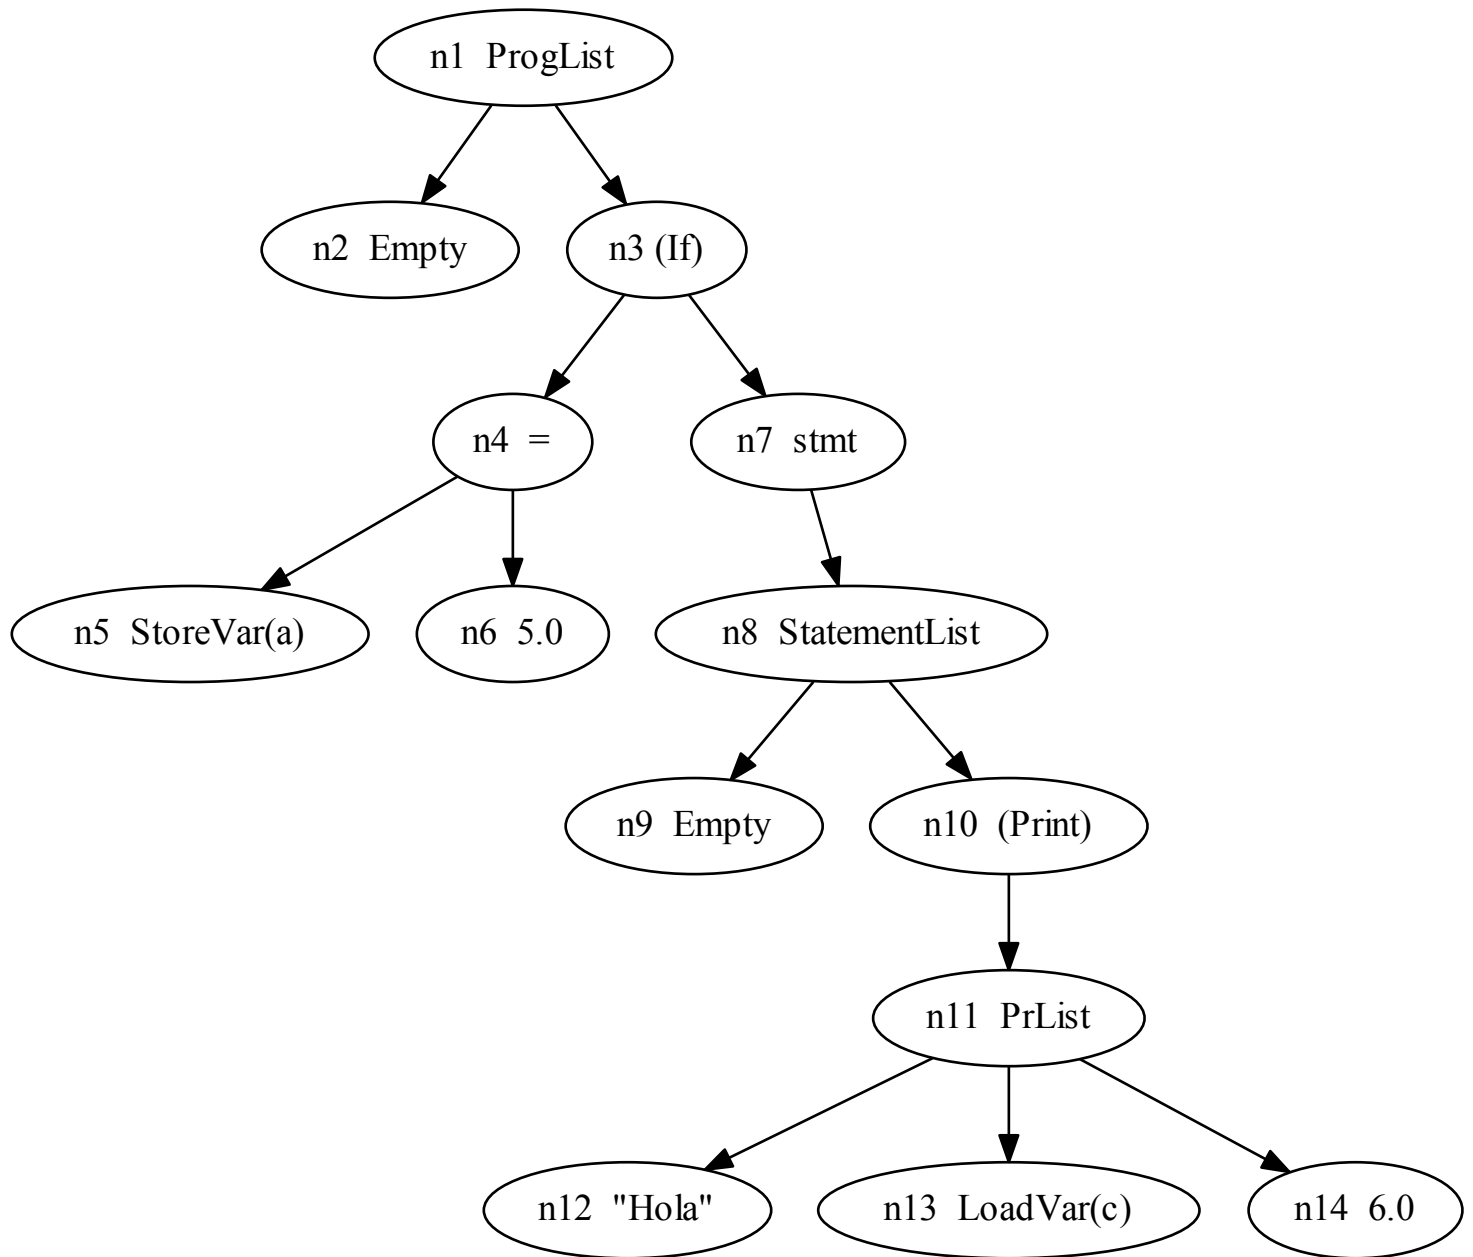 n1 ProgList
n2 Empty
n3 (If)
n4 =
n7 stmt
n5 StoreVar(a)
n6 5.0
n8 StatementList
n9 Empty
n10 (Print)
n11 PrList
n12 "Hola"
n13 LoadVar(c)
n14 6.0